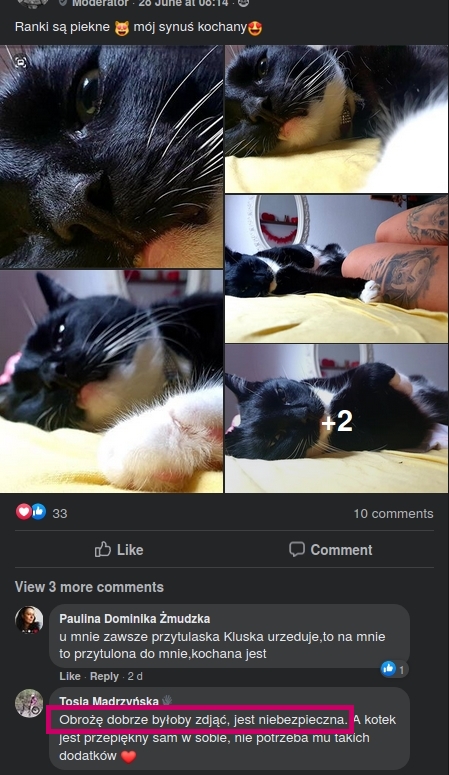 Moderator · 28 June at 08:14 ·
Ranki są piekne 😻 mój synuś kochany🤩
+2
33
10 comments
Like
Comment
View 3 more comments
Paulina Dominika Żmudzka
u mnie zawsze przytulaska Kluska urzeduje,to na mnie
to przytulona do mnie,kochana jest
1
Like · Reply · 2 d
Tosia Mądrzyńska
Obrożę dobrze byłoby zdjąć, jest niebezpieczna. A kotek
jest przepiękny sam w sobie, nie potrzeba mu takich
dodatków ❤️